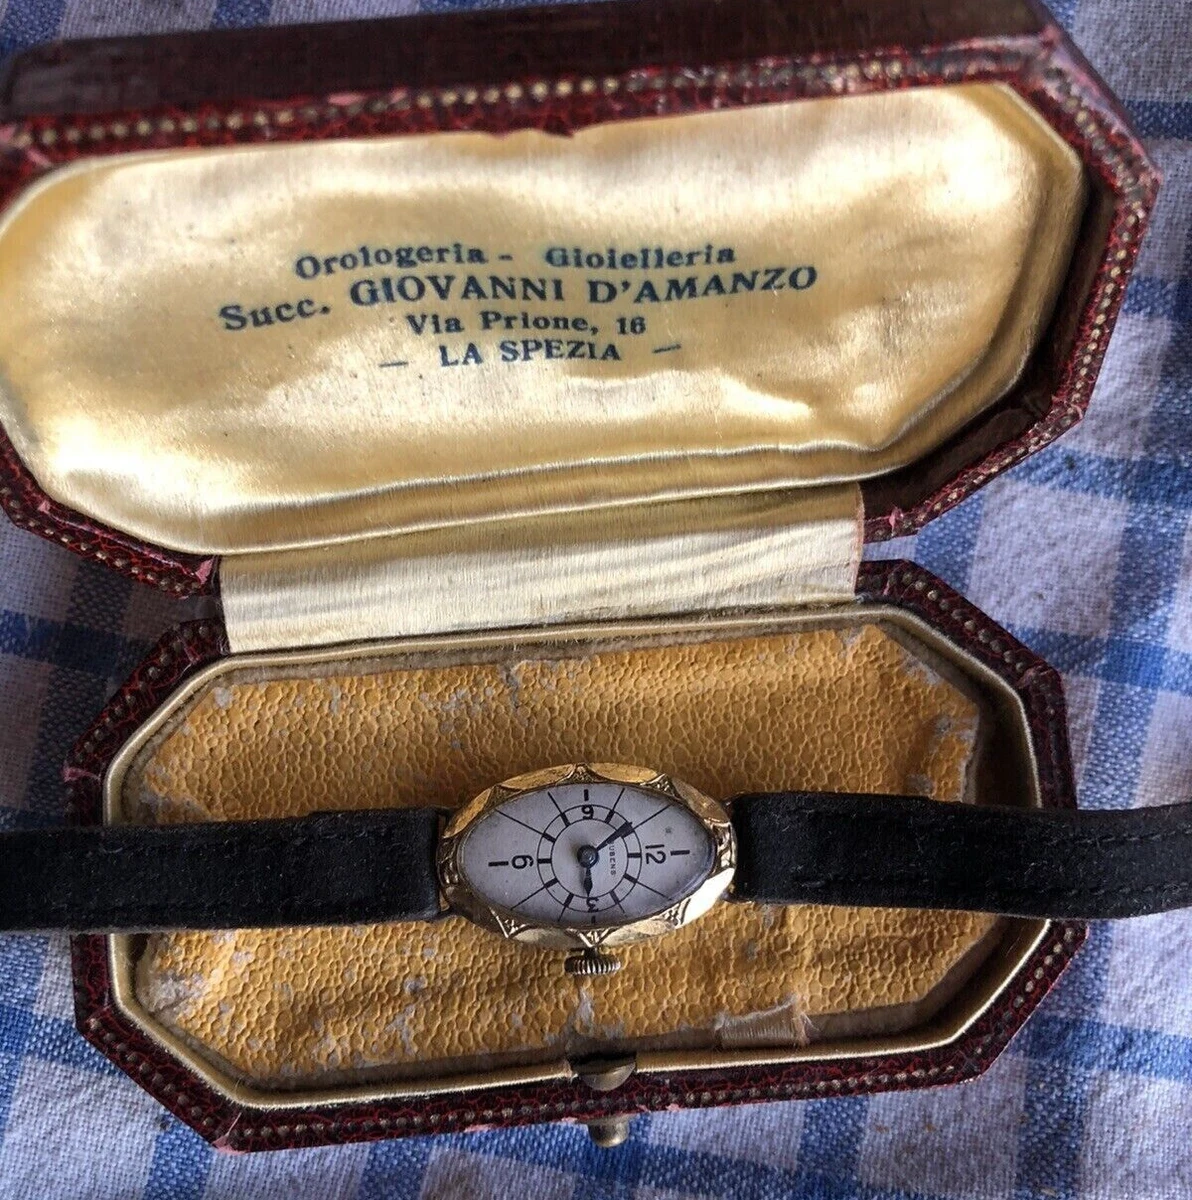 Orologeria - Gioielleria
Succ. GIOVANNI D'AMANZO
Via Prione, 16
— LA SPEZIA —
9
12
6
3